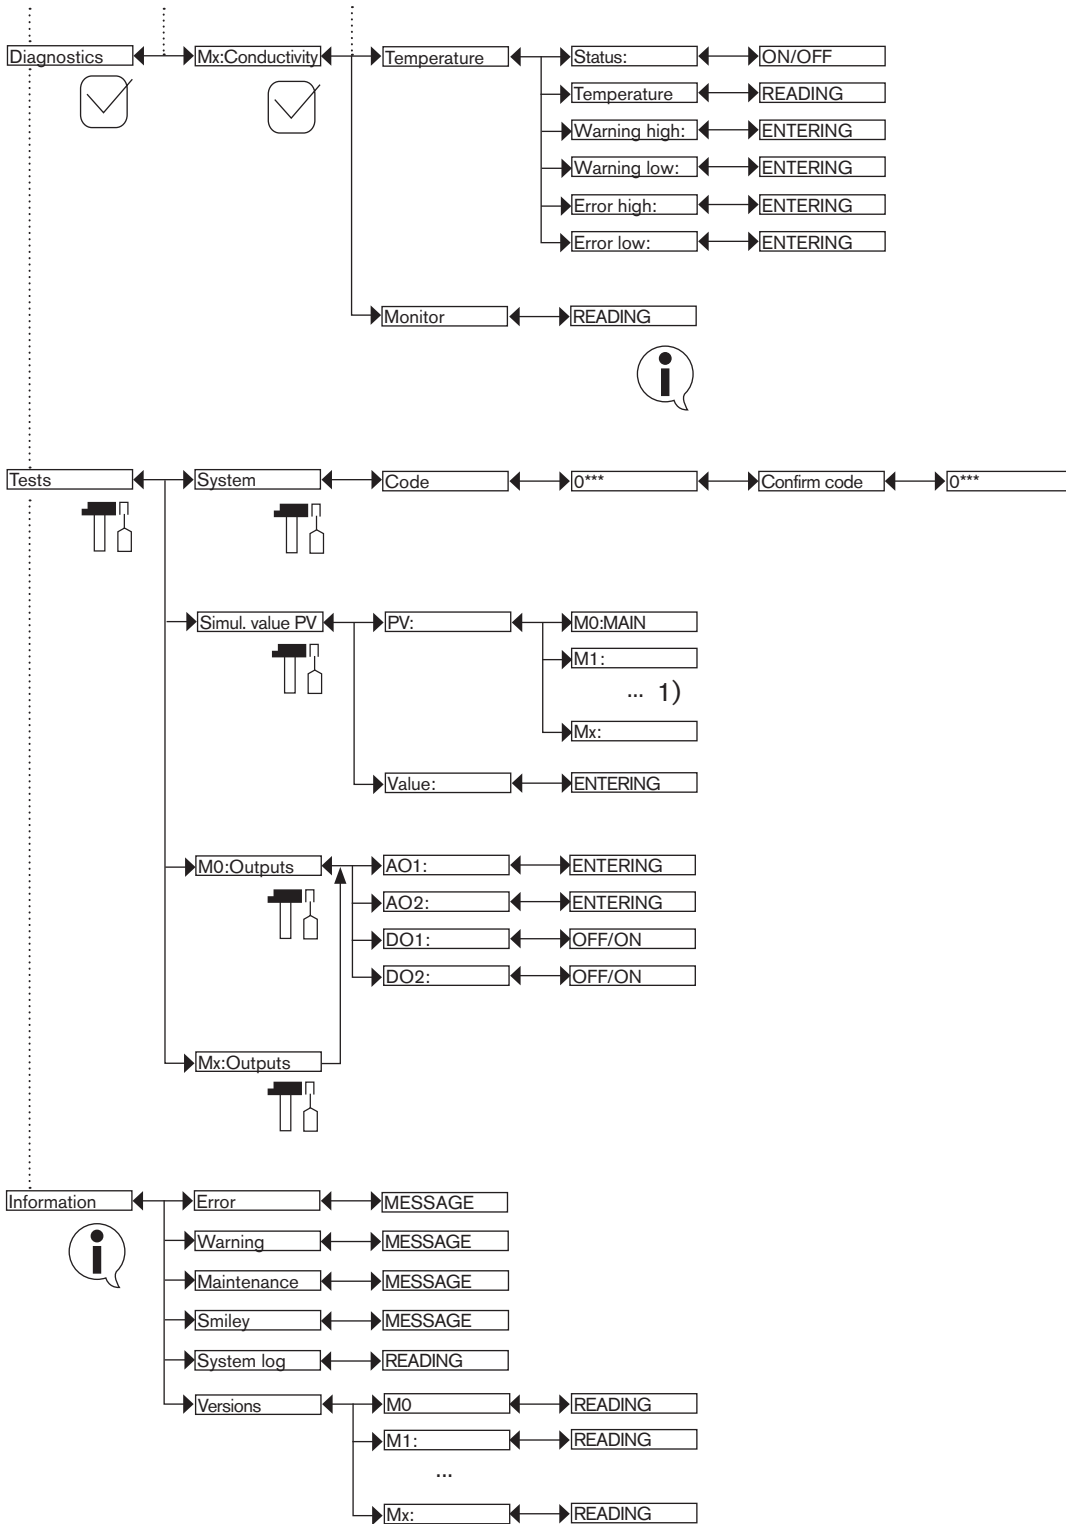 Diagnostics Mx:Conductivity Temperature Status: ON/OFF
Temperature READING
Warning high: ENTERING
Warning low: ENTERING
Error high: ENTERING
Error low: ENTERING
Monitor READING
Tests System Code 0*** Confirm code 0***
Simul. value PV PV: M0:MAIN
M1:
... 1)
Mx:
Value: ENTERING
M0:Outputs AO1: ENTERING
AO2: ENTERING
DO1: OFF/ON
DO2: OFF/ON
Mx:Outputs
Information Error MESSAGE
Warning MESSAGE
Maintenance MESSAGE
Smiley MESSAGE
System log READING
Versions M0 READING
M1: READING
...
Mx: READING